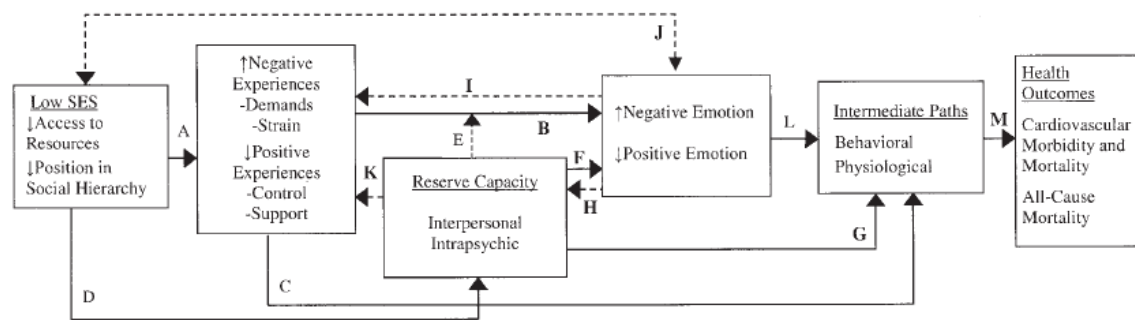 J
Low SES
↓Access to
Resources
↓Position in
Social Hierarchy
A
↑Negative
Experiences
-Demands
-Strain
↓Positive
Experiences
-Control
-Support
I
B
E
K
F
H
Reserve Capacity
Interpersonal
Intrapsychic
↑Negative Emotion
↓Positive Emotion
L
Intermediate Paths
Behavioral
Physiological
M
Health
Outcomes
Cardiovascular
Morbidity and
Mortality
All-Cause
Mortality
G
C
D